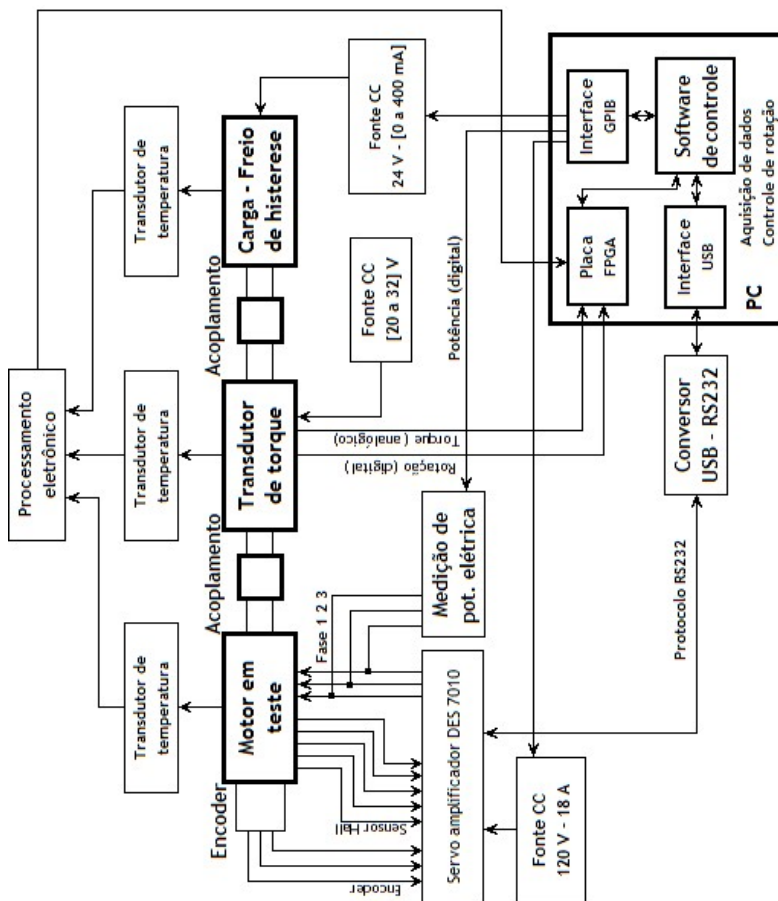 Processamento
eletrônico
Transdutor de
temperatura
Transdutor de
temperatura
Transdutor de
temperatura
Encoder
Motor em
teste
Acoplamento
Transdutor
de torque
Acoplamento
Carga - Freio
de histerese
Encoder
Sensor Hall
Fase 1 2 3
Rotação (digital)
Torque ( analógico)
Fonte CC
[20 a 32] V
Fonte CC
24 V - [0 a 400 mA]
Servo amplificador DES 7010
Medição de
pot. elétrica
Potência (digital)
Fonte CC
120 V - 18 A
Protocolo RS232
Conversor
USB - RS232
Placa
FPGA
Interface
GPIB
Interface
USB
Software
de controle
PC
Aquisição de dados
Controle de rotação